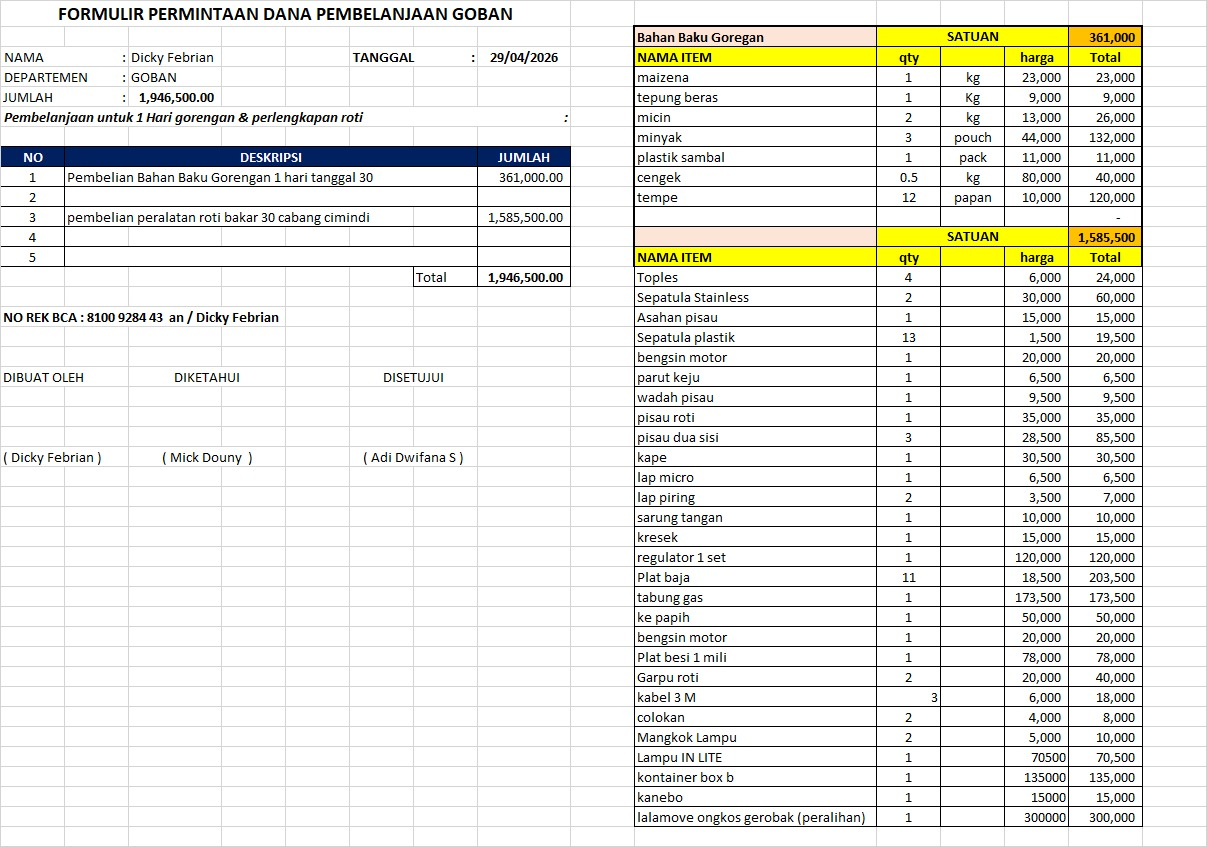 FORMULIR PERMINTAAN DANA PEMBELANJAAN GOBAN
NAMA : Dicky Febrian TANGGAL : 29/04/2026
DEPARTEMEN : GOBAN
JUMLAH : 1,946,500.00
Pembelanjaan untuk 1 Hari gorengan & perlengkapan roti :
NO DESKRIPSI JUMLAH
1 Pembelian Bahan Baku Gorengan 1 hari tanggal 30 361,000.00
2
3 pembelian peralatan roti bakar 30 cabang cimindi 1,585,500.00
4
5
Total 1,946,500.00
NO REK BCA : 8100 9284 43 an / Dicky Febrian
DIBUAT OLEH DIKETAHUI DISETUJUI
( Dicky Febrian ) ( Mick Douny ) ( Adi Dwifana S )
Bahan Baku Goregan SATUAN 361,000
NAMA ITEM qty harga Total
maizena 1 kg 23,000 23,000
tepung beras 1 Kg 9,000 9,000
micin 2 kg 13,000 26,000
minyak 3 pouch 44,000 132,000
plastik sambal 1 pack 11,000 11,000
cengek 0.5 kg 80,000 40,000
tempe 12 papan 10,000 120,000
-
SATUAN 1,585,500
NAMA ITEM qty harga Total
Toples 4 6,000 24,000
Sepatula Stainless 2 30,000 60,000
Asahan pisau 1 15,000 15,000
Sepatula plastik 13 1,500 19,500
bengsin motor 1 20,000 20,000
parut keju 1 6,500 6,500
wadah pisau 1 9,500 9,500
pisau roti 1 35,000 35,000
pisau dua sisi 3 28,500 85,500
kape 1 30,500 30,500
lap micro 1 6,500 6,500
lap piring 2 3,500 7,000
sarung tangan 1 10,000 10,000
kresek 1 15,000 15,000
regulator 1 set 1 120,000 120,000
Plat baja 11 18,500 203,500
tabung gas 1 173,500 173,500
ke papih 1 50,000 50,000
bengsin motor 1 20,000 20,000
Plat besi 1 mili 1 78,000 78,000
Garpu roti 2 20,000 40,000
kabel 3 M 3 6,000 18,000
colokan 2 4,000 8,000
Mangkok Lampu 2 5,000 10,000
Lampu IN LITE 1 70500 70,500
kontainer box b 1 135000 135,000
kanebo 1 15000 15,000
lalamove ongkos gerobak (peralihan) 1 300000 300,000